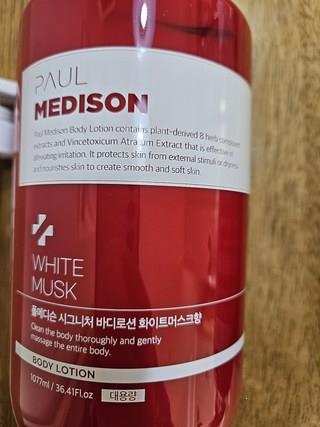 PAUL
MEDISON
Paul Medison Body Lotion contains plant-derived 8 herb complement
extracts and Vincetoxicum Atratum Extract that is effective in
alleviating irritation. It protects skin from external stimuli or dryness
and nourishes skin to create smooth and soft skin.
WHITE
MUSK
폴메디슨 시그니처 바디로션 화이트머스크향
Clean the body thoroughly and gently
massage the entire body.
BODY LOTION
1077ml / 36.41Fl.oz 대용량